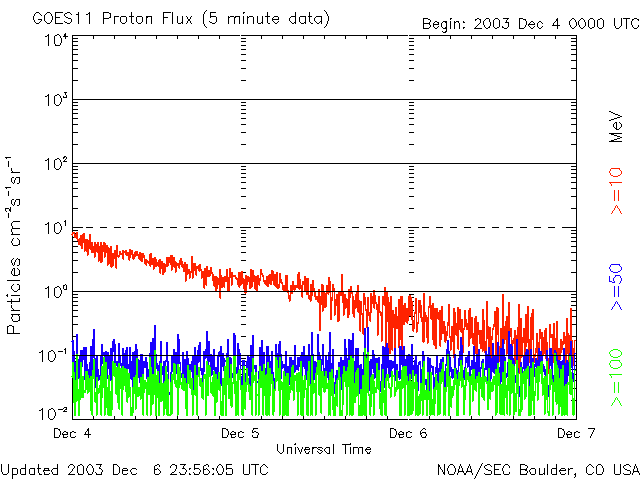 GOES11 Proton Flux (5 minute data)
Begin: 2003 Dec 4 0000 UTC
10⁴
10³
10²
10¹
10⁰
10⁻¹
10⁻²
Particles cm⁻²s⁻¹sr⁻¹
MeV
>=10
>=50
>=100
Dec 4 Dec 5 Dec 6 Dec 7
Universal Time
Updated 2003 Dec 6 23:56:05 UTC
NOAA/SEC Boulder, CO USA